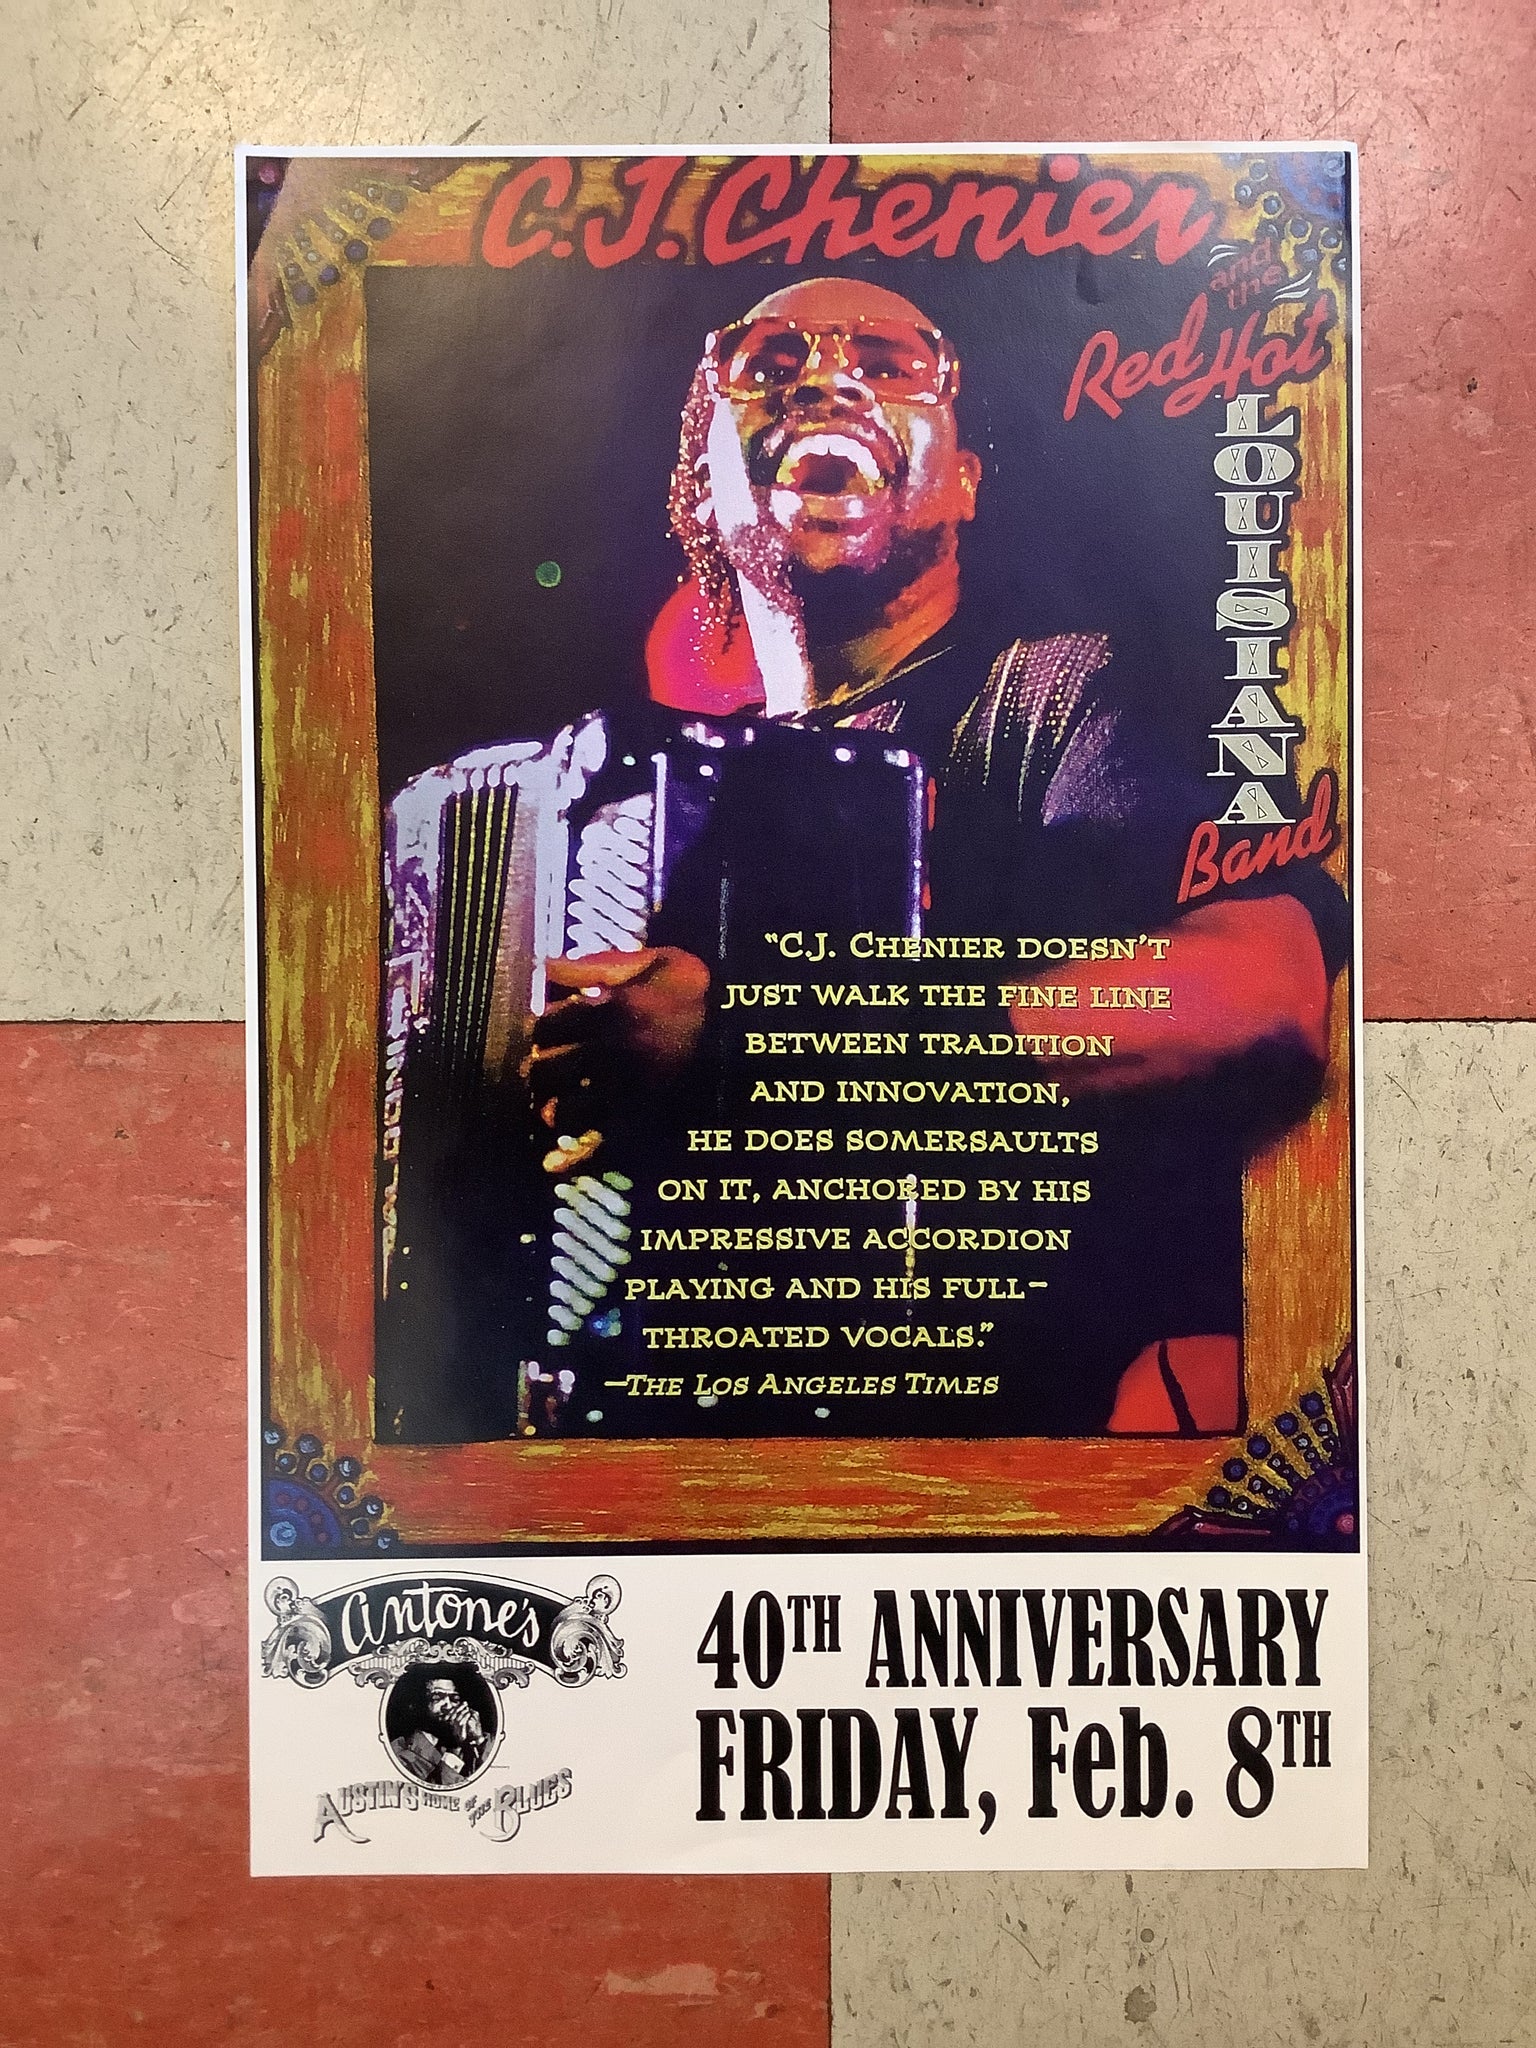 C.J. Chenier
and
the
Red Hot
LOUISIANA
Band
"C.J. CHENIER DOESN'T
JUST WALK THE FINE LINE
BETWEEN TRADITION
AND INNOVATION,
HE DOES SOMERSAULTS
ON IT, ANCHORED BY HIS
IMPRESSIVE ACCORDION
PLAYING AND HIS FULL-
THROATED VOCALS."
—THE LOS ANGELES TIMES
antone's
AUSTIN'S HOME OF THE BLUES
40TH ANNIVERSARY
FRIDAY, Feb. 8TH